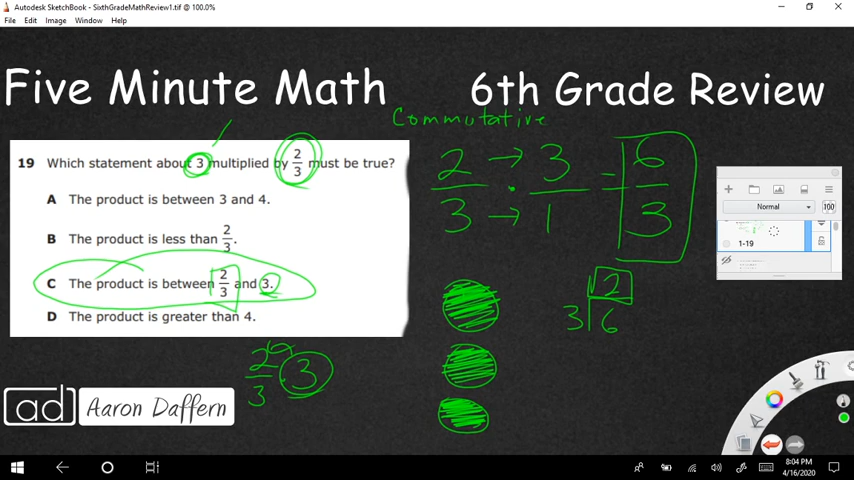 Autodesk SketchBook - SixthGradeMathReview1.tif @ 100.0%
File Edit Image Window Help
Five Minute Math 6th Grade Review
Commutative
19 Which statement about 3 multiplied by 2/3 must be true?
A The product is between 3 and 4.
B The product is less than 2/3.
C The product is between 2/3 and 3.
D The product is greater than 4.
2/3 → → · 3/1 = 6/3
2
3 6
2/3 · 3
Normal 100
1-19
ad Aaron Daffern
8:04 PM
4/16/2020